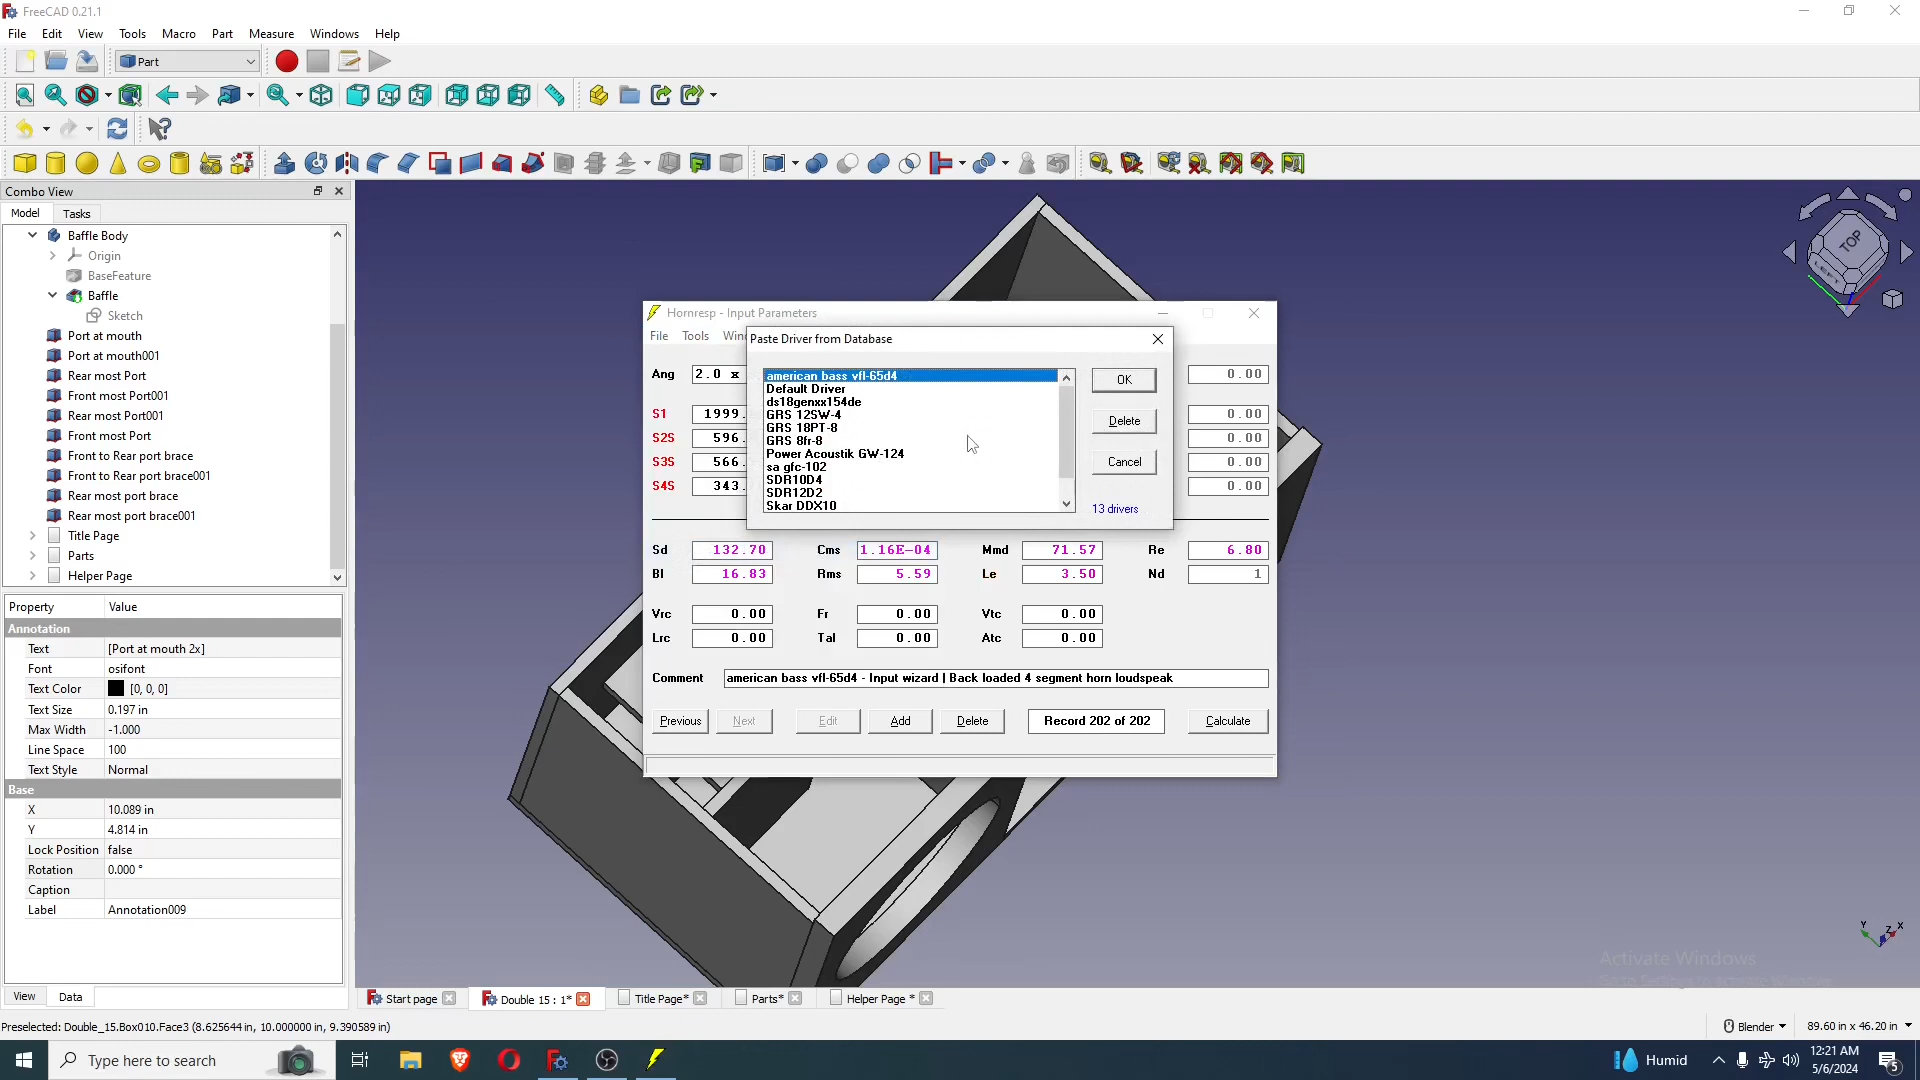 FreeCAD 0.21.1
File Edit View Tools Macro Part Measure Windows Help
Part
Combo View
Model Tasks
Baffle Body
Origin
BaseFeature
Baffle
Sketch
Port at mouth
Port at mouth001
Rear most Port
Front most Port001
Rear most Port001
Front most Port
Front to Rear port brace
Front to Rear port brace001
Rear most port brace
Rear most port brace001
Title Page
Parts
Helper Page
Property Value
Annotation
Text [Port at mouth 2x]
Font osifont
Text Color [0, 0, 0]
Text Size 0.197 in
Max Width -1.000
Line Space 100
Text Style Normal
Base
X 10.089 in
Y 4.814 in
Lock Position false
Rotation 0.000 °
Caption
Label Annotation009
View Data
TOP
LEFT
Hornresp - Input Parameters
File Tools Win
Paste Driver from Database
american bass vfl-65d4
Default Driver
ds18genxx154de
GRS 12SW-4
GRS 18PT-8
GRS 8fr-8
Power Acoustik GW-124
sa gfc-102
SDR10D4
SDR12D2
Skar DDX10
OK
Delete
Cancel
13 drivers
Ang 2.0 x 0.00
S1 1999. 0.00
S2S 596. 0.00
S3S 566. 0.00
S4S 343. 0.00
Sd 132.70 Cms 1.16E-04 Mmd 71.57 Re 6.80
Bl 16.83 Rms 5.59 Le 3.50 Nd 1
Vrc 0.00 Fr 0.00 Vtc 0.00
Lrc 0.00 Tal 0.00 Atc 0.00
Comment american bass vfl-65d4 - Input wizard | Back loaded 4 segment horn loudspeak
Previous Next Edit Add Delete Record 202 of 202 Calculate
Y Z X
Activate Windows
Start page Double 15 : 1* Title Page* Parts* Helper Page *
Preselected: Double_15.Box010.Face3 (8.625644 in, 10.000000 in, 9.390589 in)
Blender 89.60 in x 46.20 in
Type here to search
Humid
12:21 AM
5/6/2024
5